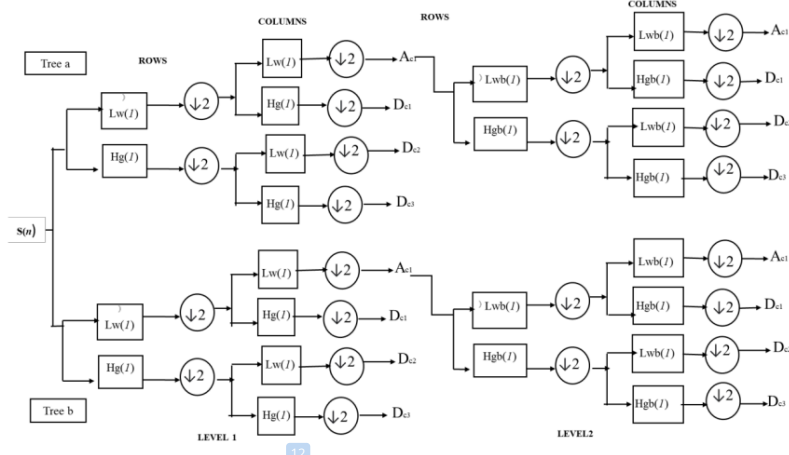 COLUMNS
ROWS
COLUMNS
Tree a
ROWS
Lw(1) ↓2 Ac1
Lwb(1) ↓2 Ac1
Lw(1) ↓2
Hg(1) ↓2 Dc1
Lwb(1) ↓2
Hgb(1) ↓2 Dc1
Hg(1) ↓2
Lw(1) ↓2 Dc2
Hgb(1) ↓2
Lwb(1) ↓2 Dc
Hg(1) ↓2 Dc3
Hgb(1) ↓2 Dc3
S(n)
Lw(1) ↓2 Ac1
Lwb(1) ↓2 Ac1
Lw(1) ↓2
Hg(1) ↓2 Dc1
Lwb(1) ↓2
Hgb(1) ↓2 Dc1
Hg(1) ↓2
Lw(1) ↓2 Dc2
Hgb(1) ↓2
Lwb(1) ↓2 Dc
Tree b
Hg(1) ↓2 Dc3
Hgb(1) ↓2 Dc3
LEVEL 1
LEVEL2
12